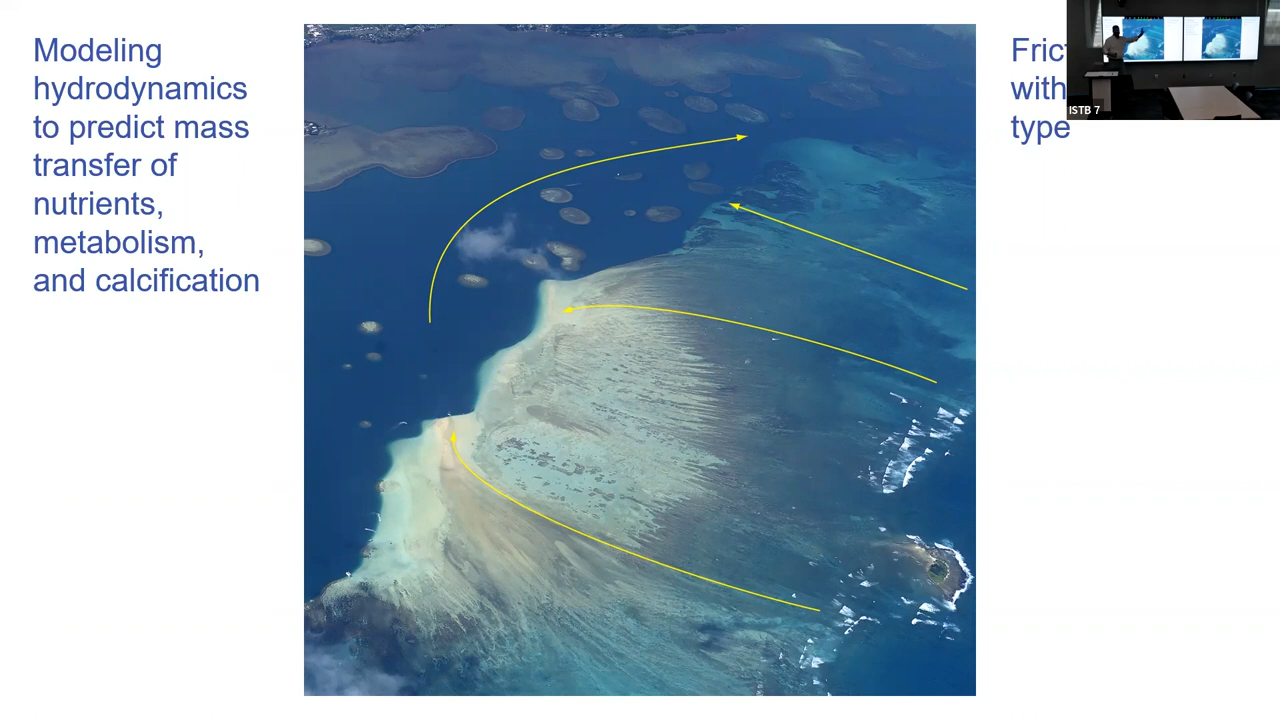 Modeling
hydrodynamics
to predict mass
transfer of
nutrients,
metabolism,
and calcification
with
type
ISTB 7